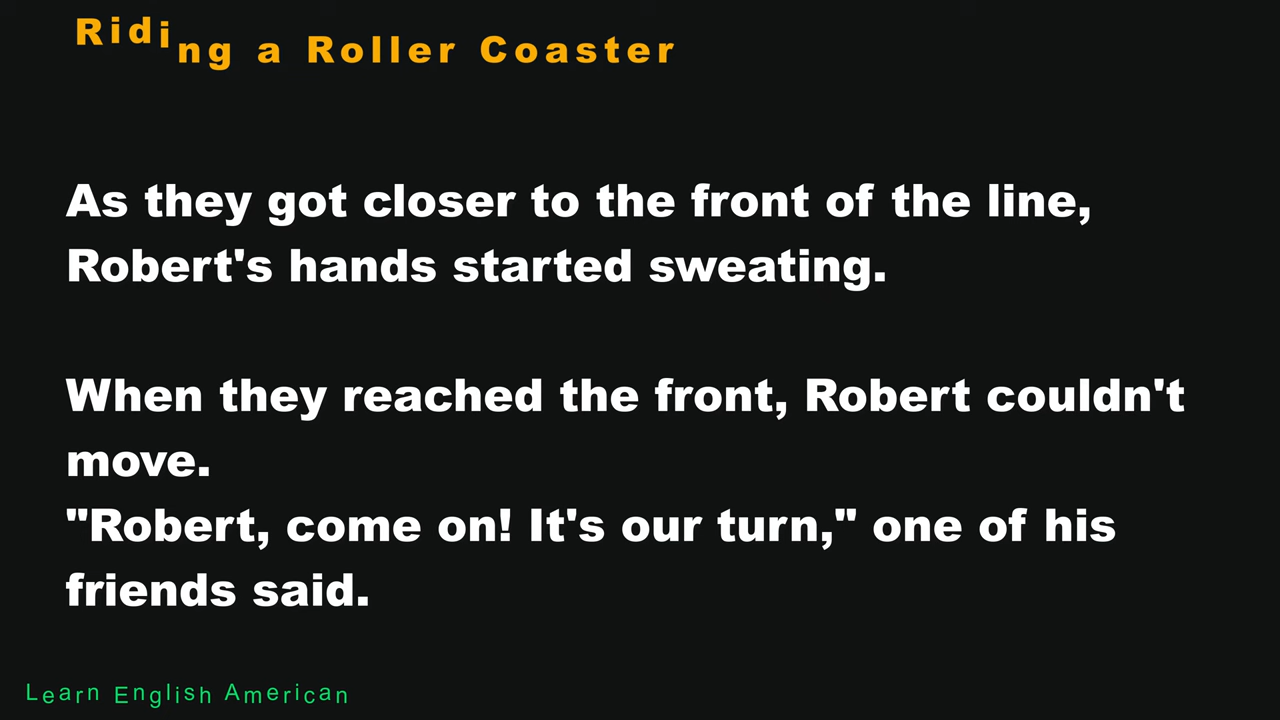 Riding a Roller Coaster
As they got closer to the front of the line,
Robert's hands started sweating.
When they reached the front, Robert couldn't
move.
"Robert, come on! It's our turn," one of his
friends said.
Learn English American